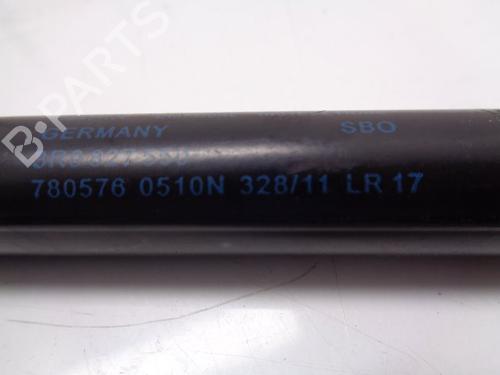 GERMANY SBO
780576 0510N 328/11 LR 17
B-PARTS